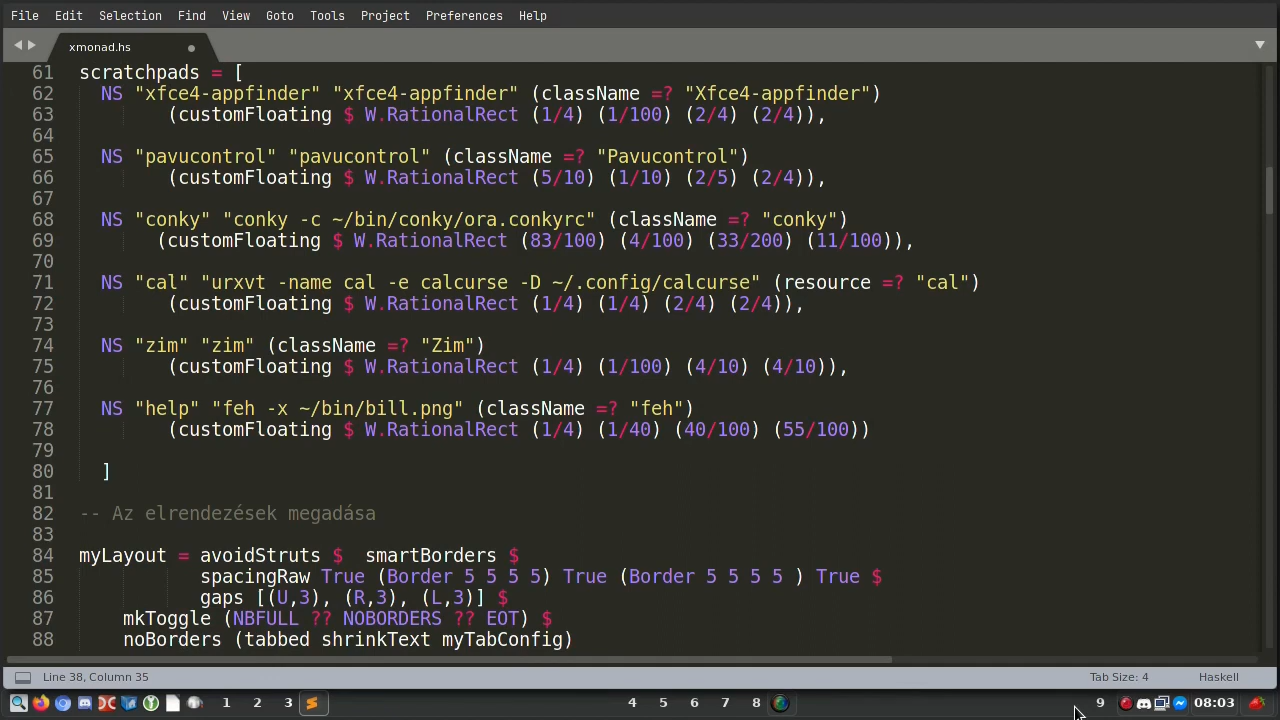 File Edit Selection Find View Goto Tools Project Preferences Help
xmonad.hs
61 scratchpads = [
62 NS "xfce4-appfinder" "xfce4-appfinder" (className =? "Xfce4-appfinder")
63 (customFloating $ W.RationalRect (1/4) (1/100) (2/4) (2/4)),
64
65 NS "pavucontrol" "pavucontrol" (className =? "Pavucontrol")
66 (customFloating $ W.RationalRect (5/10) (1/10) (2/5) (2/4)),
67
68 NS "conky" "conky -c ~/bin/conky/ora.conkyrc" (className =? "conky")
69 (customFloating $ W.RationalRect (83/100) (4/100) (33/200) (11/100)),
70
71 NS "cal" "urxvt -name cal -e calcurse -D ~/.config/calcurse" (resource =? "cal")
72 (customFloating $ W.RationalRect (1/4) (1/4) (2/4) (2/4)),
73
74 NS "zim" "zim" (className =? "Zim")
75 (customFloating $ W.RationalRect (1/4) (1/100) (4/10) (4/10)),
76
77 NS "help" "feh -x ~/bin/bill.png" (className =? "feh")
78 (customFloating $ W.RationalRect (1/4) (1/40) (40/100) (55/100))
79
80 ]
81
82 -- Az elrendezések megadása
83
84 myLayout = avoidStruts $  smartBorders $
85 spacingRaw True (Border 5 5 5 5) True (Border 5 5 5 5 ) True $
86 gaps [(U,3), (R,3), (L,3)] $
87 mkToggle (NBFULL ?? NOBORDERS ?? EOT) $
88 noBorders (tabbed shrinkText myTabConfig)
Line 38, Column 35 Tab Size: 4 Haskell
1 2 3 4 5 6 7 8 9 08:03